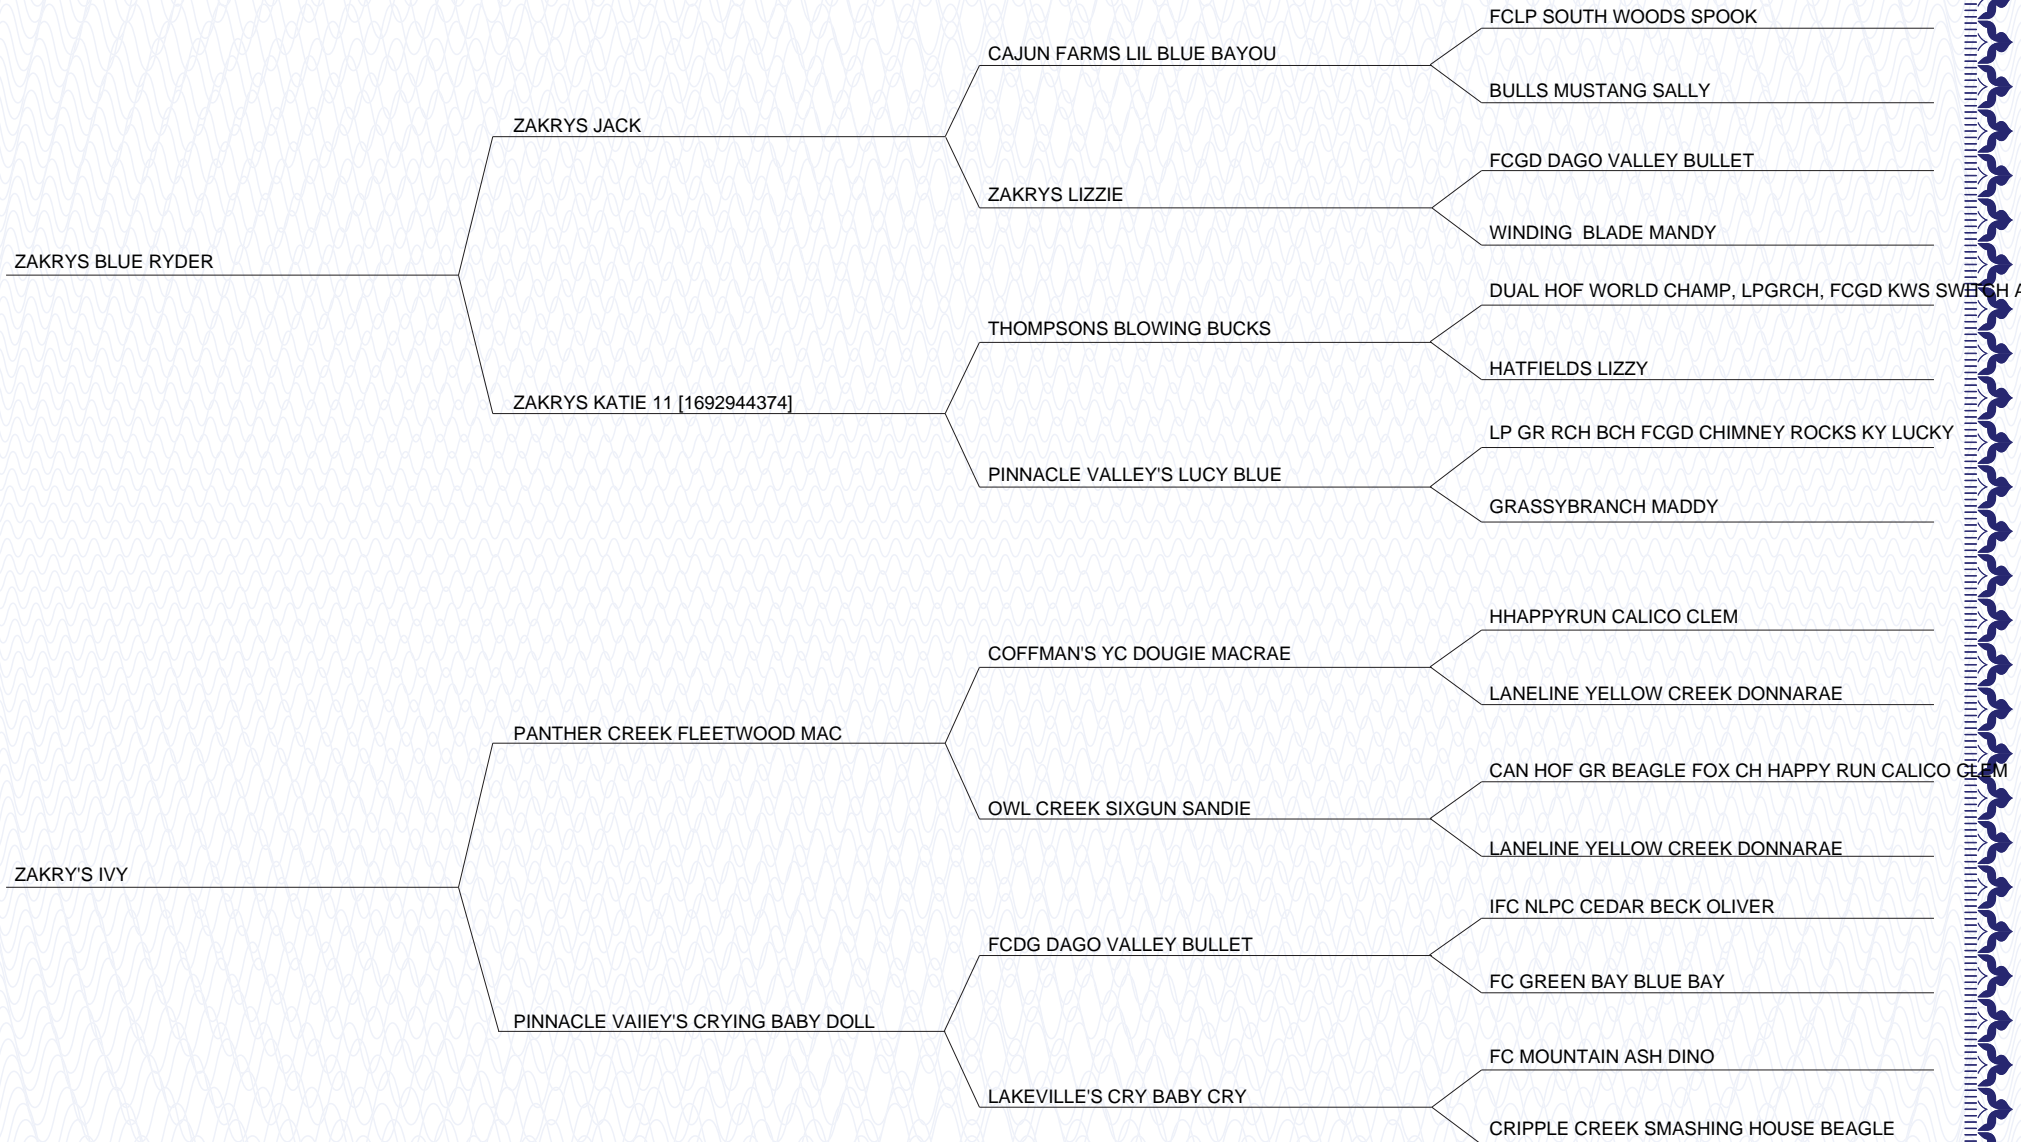 FCLP SOUTH WOODS SPOOK
CAJUN FARMS LIL BLUE BAYOU
BULLS MUSTANG SALLY
ZAKRYS JACK
FCGD DAGO VALLEY BULLET
ZAKRYS LIZZIE
WINDING  BLADE MANDY
ZAKRYS BLUE RYDER
DUAL HOF WORLD CHAMP, LPGRCH, FCGD KWS SWITCH A
THOMPSONS BLOWING BUCKS
HATFIELDS LIZZY
ZAKRYS KATIE 11 [1692944374]
LP GR RCH BCH FCGD CHIMNEY ROCKS KY LUCKY
PINNACLE VALLEY'S LUCY BLUE
GRASSYBRANCH MADDY
HHAPPYRUN CALICO CLEM
COFFMAN'S YC DOUGIE MACRAE
LANELINE YELLOW CREEK DONNARAE
PANTHER CREEK FLEETWOOD MAC
CAN HOF GR BEAGLE FOX CH HAPPY RUN CALICO CLEM
OWL CREEK SIXGUN SANDIE
LANELINE YELLOW CREEK DONNARAE
ZAKRY'S IVY
IFC NLPC CEDAR BECK OLIVER
FCDG DAGO VALLEY BULLET
FC GREEN BAY BLUE BAY
PINNACLE VAIIEY'S CRYING BABY DOLL
FC MOUNTAIN ASH DINO
LAKEVILLE'S CRY BABY CRY
CRIPPLE CREEK SMASHING HOUSE BEAGLE